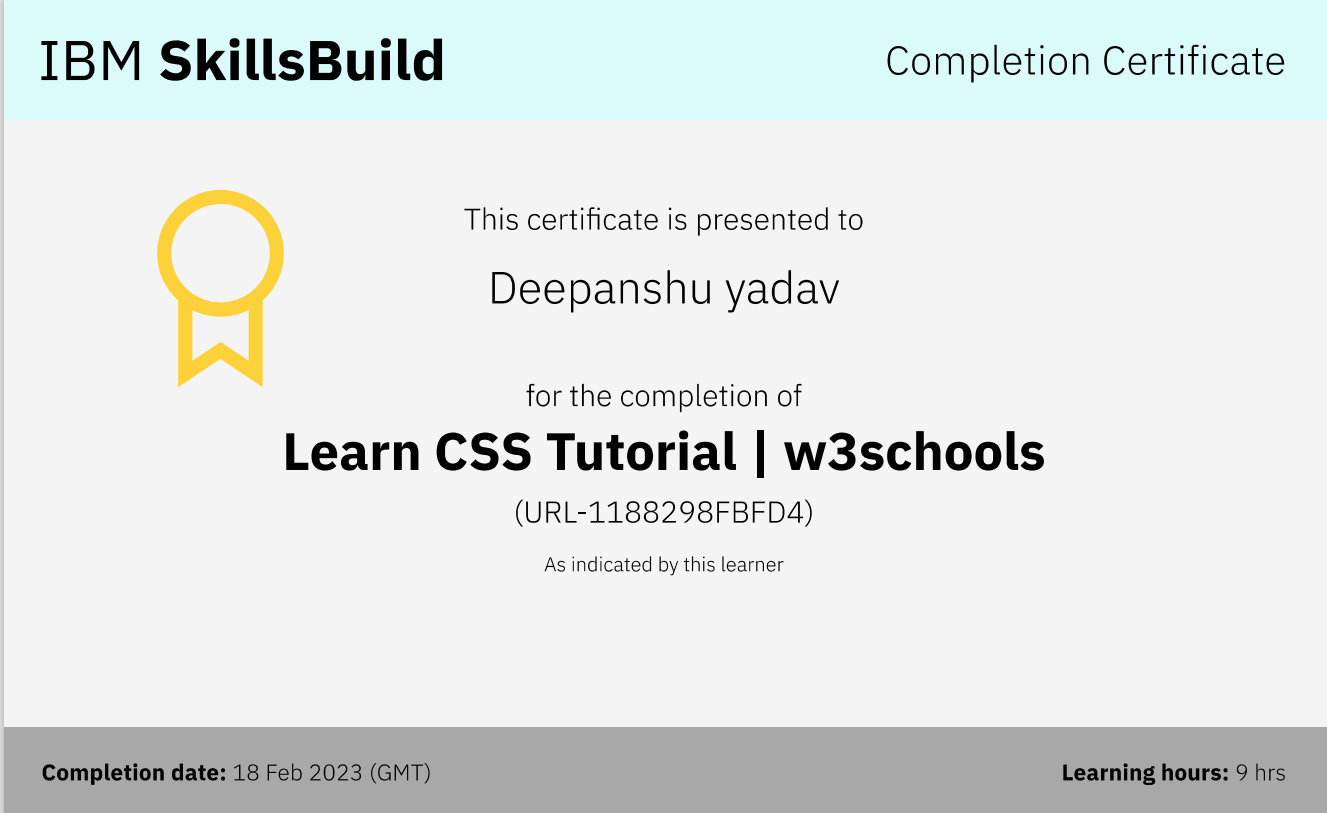 IBM SkillsBuild
Completion Certificate
This certificate is presented to
Deepanshu yadav
for the completion of
Learn CSS Tutorial | w3schools
(URL-1188298FBFD4)
As indicated by this learner
Completion date: 18 Feb 2023 (GMT)
Learning hours: 9 hrs